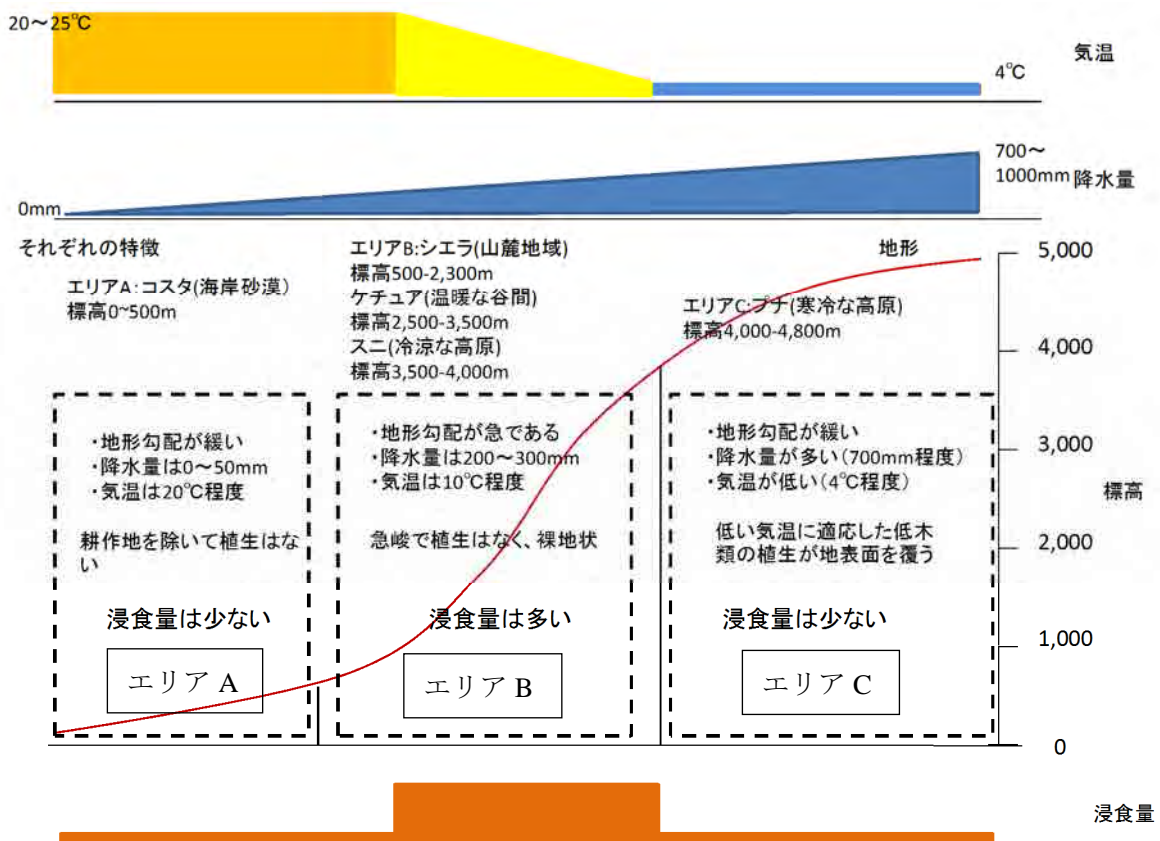 20～25℃
気温
4℃
700～
1000mm
降水量
0mm
それぞれの特徴
エリアA:コスタ(海岸砂漠)
標高0~500m
エリアB:シエラ(山麓地域)
標高500-2,300m
ケチュア(温暖な谷間)
標高2,500-3,500m
スニ(冷涼な高原)
標高3,500-4,000m
地形
エリアC:プナ(寒冷な高原)
標高4,000-4,800m
5,000
4,000
3,000
標高
2,000
1,000
0
・地形勾配が緩い
・降水量は0～50mm
・気温は20℃程度
耕作地を除いて植生はな
い
浸食量は少ない
エリア A
・地形勾配が急である
・降水量は200～300mm
・気温は10℃程度
急峻で植生はなく、裸地状
浸食量は多い
エリア B
・地形勾配が緩い
・降水量が多い(700mm程度)
・気温が低い(4℃程度)
低い気温に適応した低木
類の植生が地表面を覆う
浸食量は少ない
エリア C
浸食量